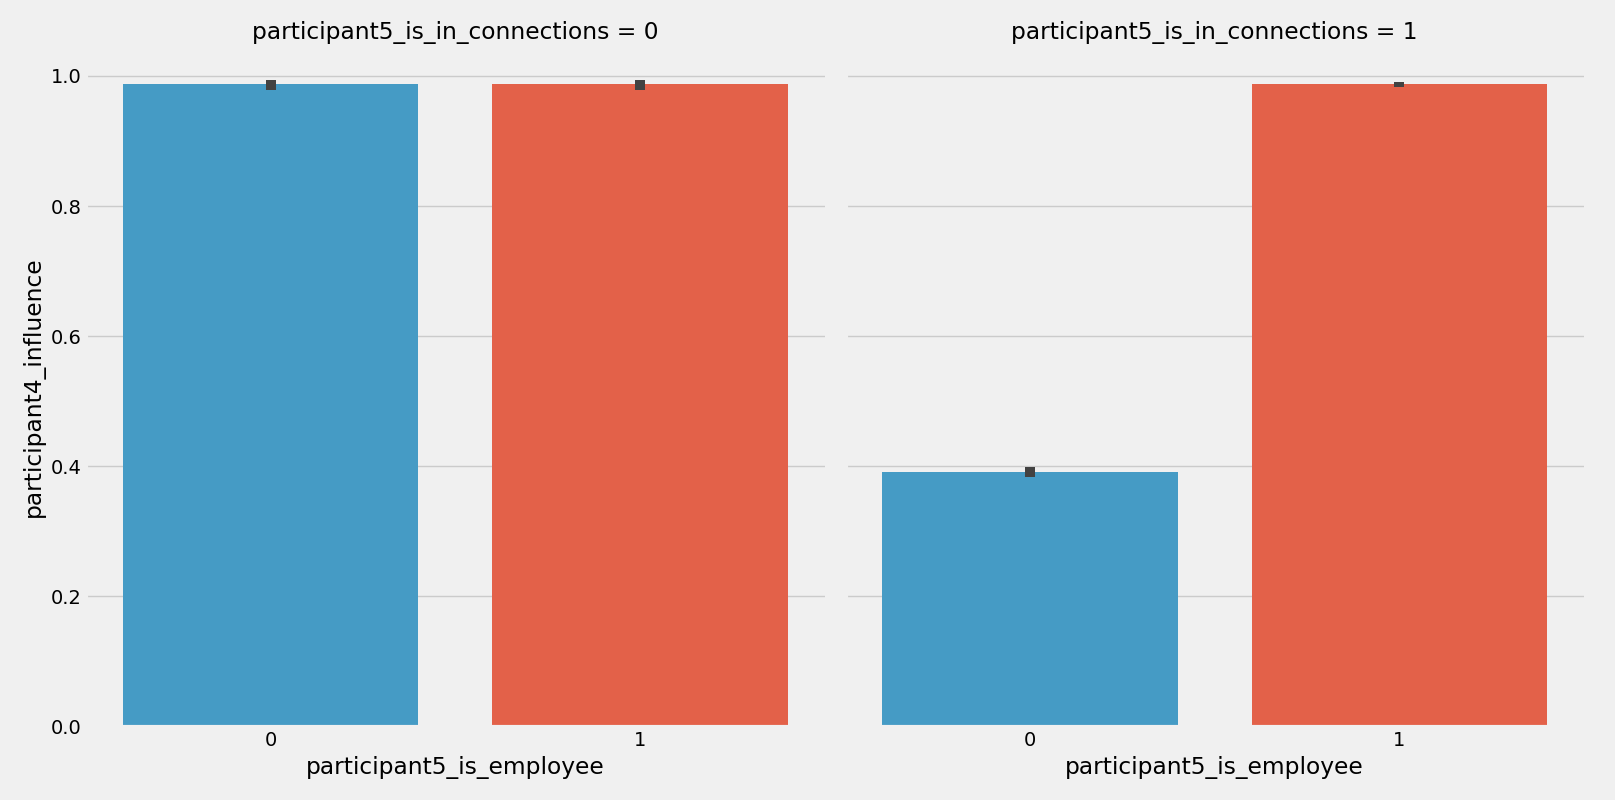 participant5_is_in_connections = 0
participant5_is_in_connections = 1
participant4_influence
1.0
0.8
0.6
0.4
0.2
0.0
0
1
0
1
participant5_is_employee
participant5_is_employee